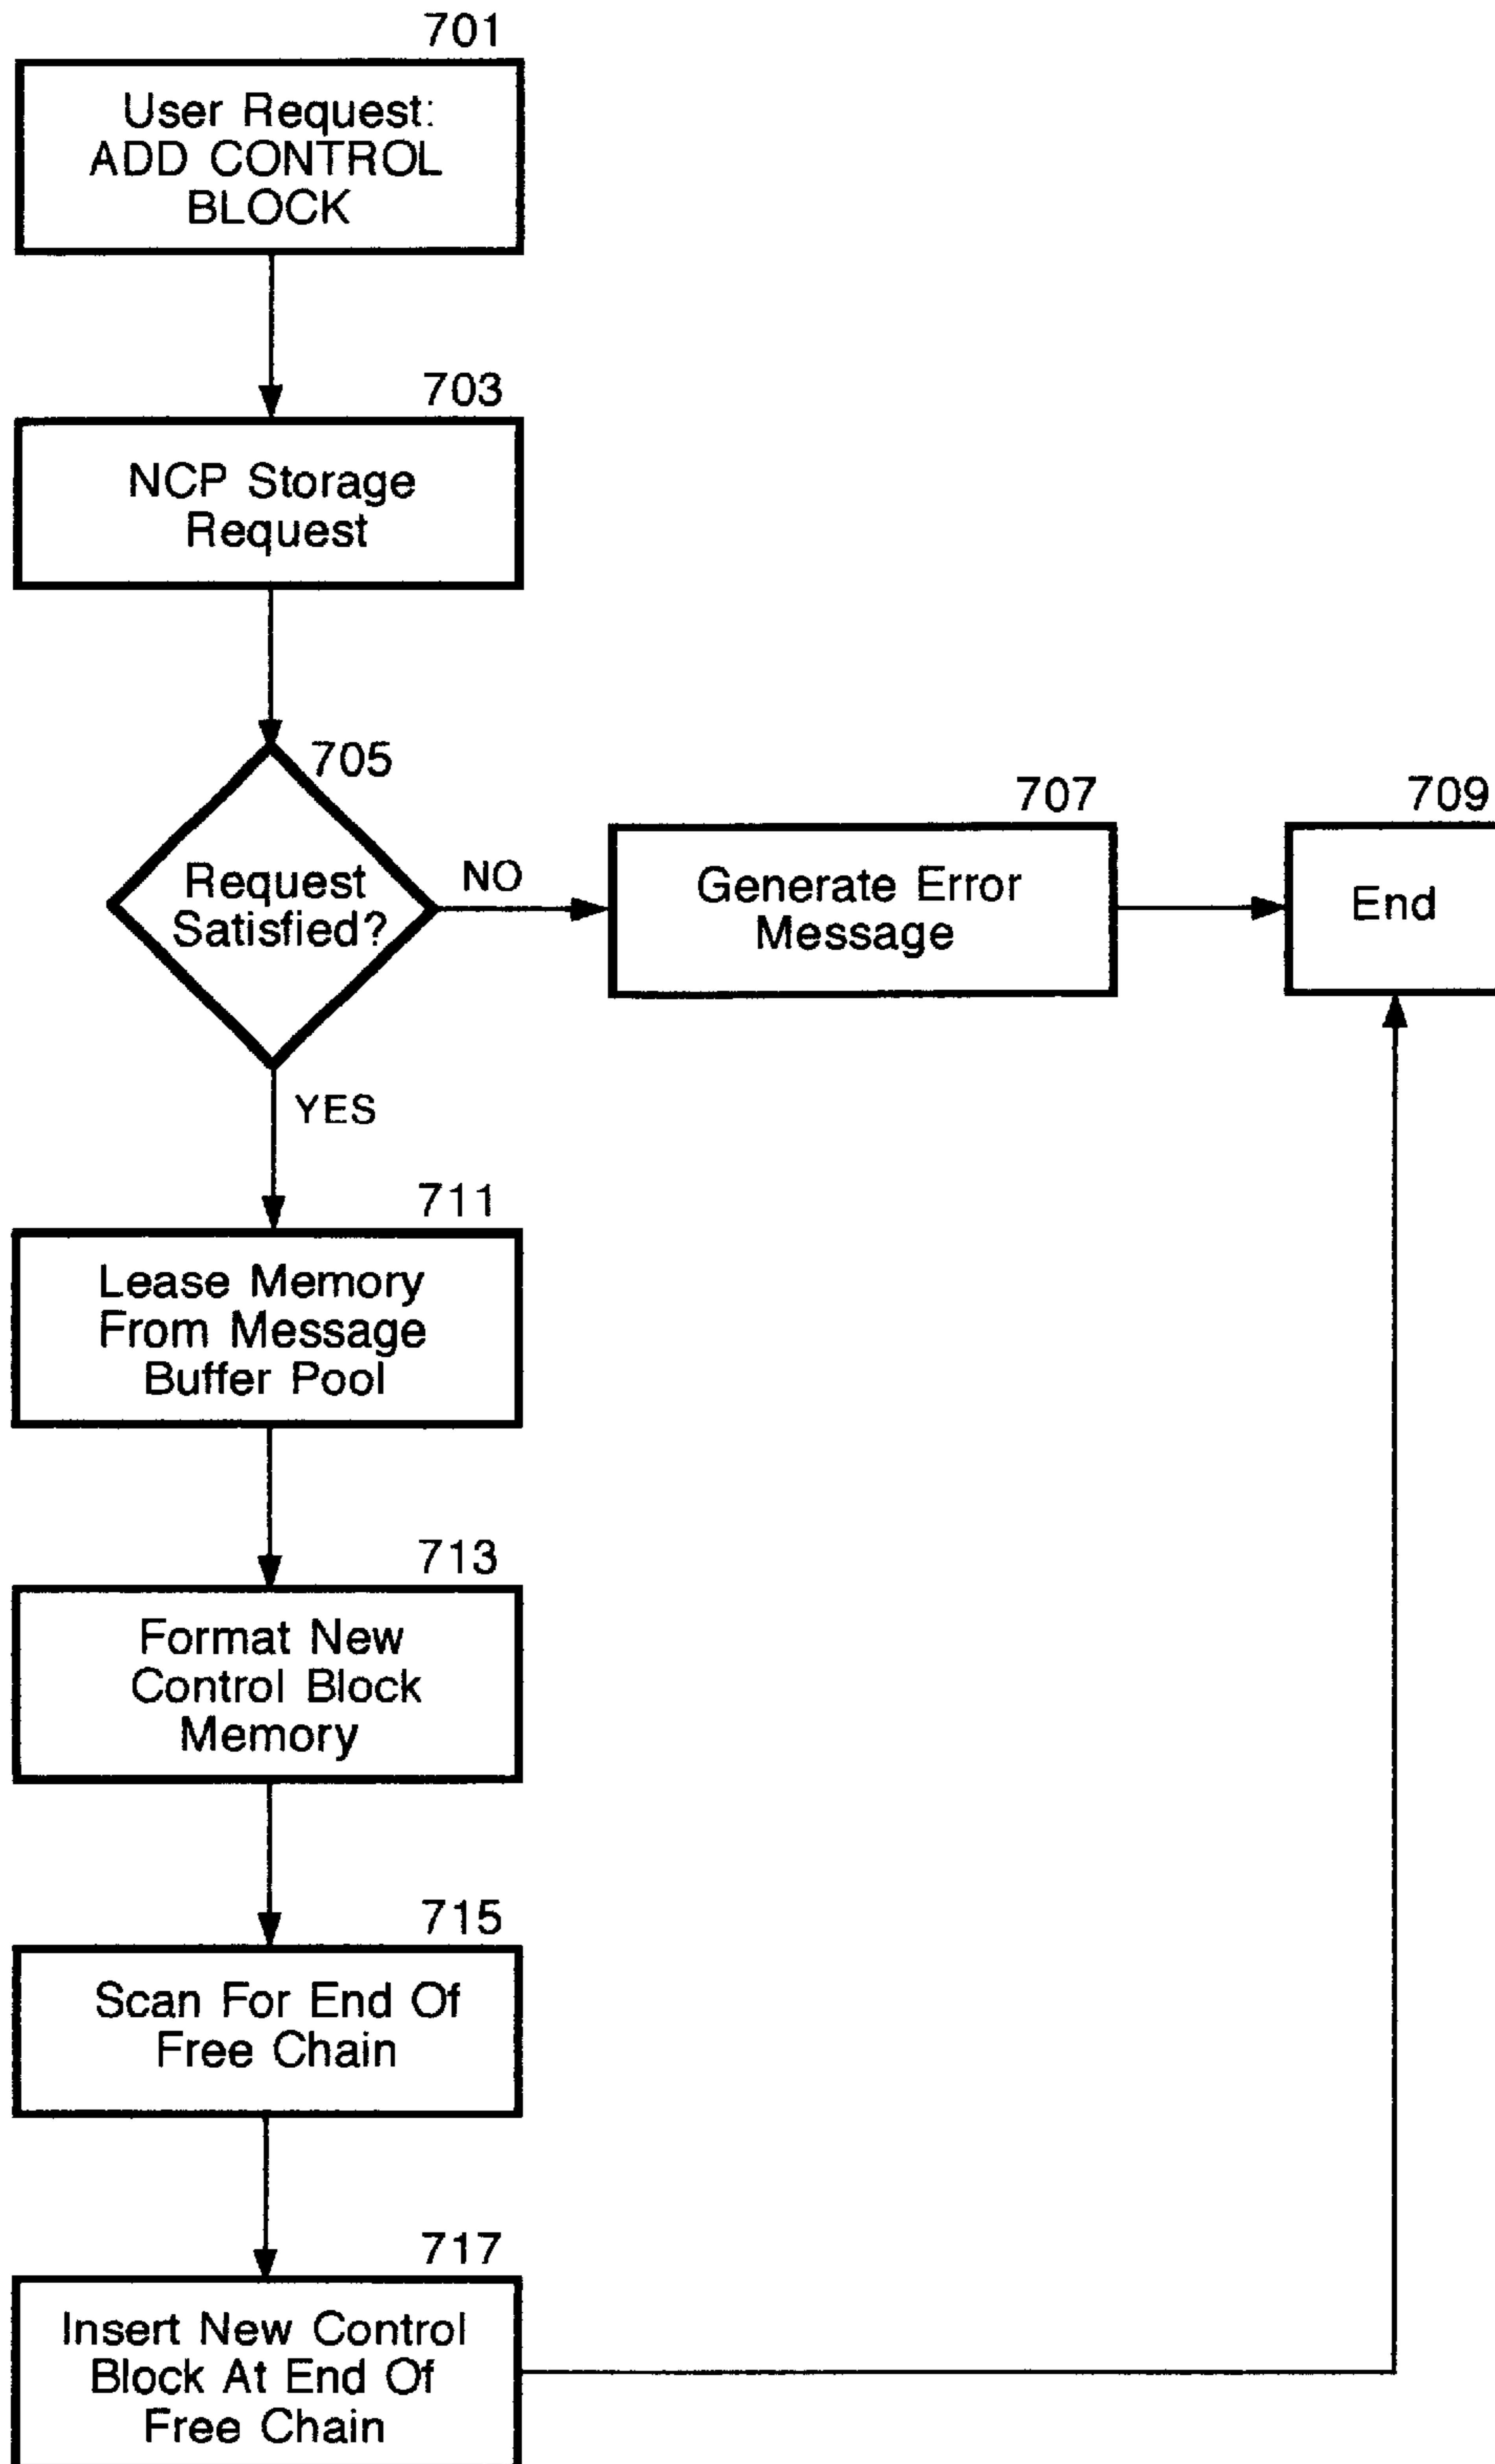 701
User Request:
ADD CONTROL
BLOCK
703
NCP Storage
Request
705
Request
Satisfied?
NO
707
Generate Error
Message
709
End
YES
711
Lease Memory
From Message
Buffer Pool
713
Format New
Control Block
Memory
715
Scan For End Of
Free Chain
717
Insert New Control
Block At End Of
Free Chain